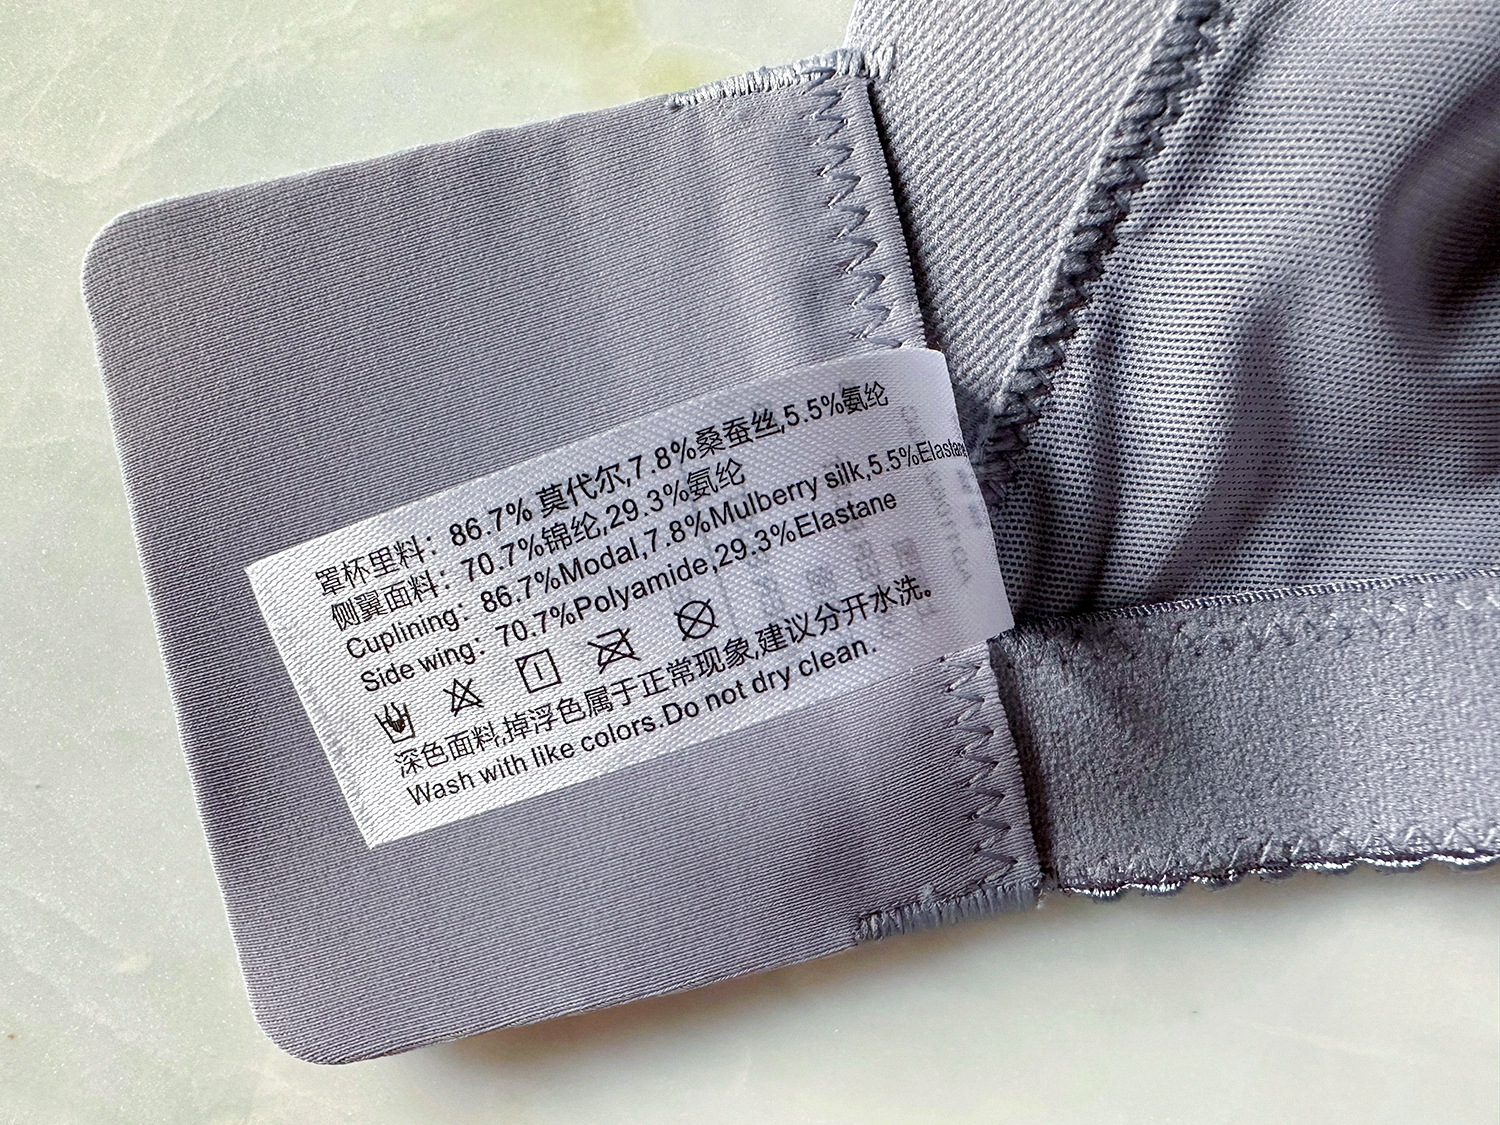 罩杯里料：86.7% 莫代尔,7.8%桑蚕丝,5.5%氨纶
侧翼面料：70.7%锦纶,29.3%氨纶
Cuplining：86.7%Modal,7.8%Mulberry silk,5.5%Elastane
Side wing：70.7%Polyamide,29.3%Elastane
深色面料,掉浮色属于正常现象,建议分开水洗。
Wash with like colors.Do not dry clean.